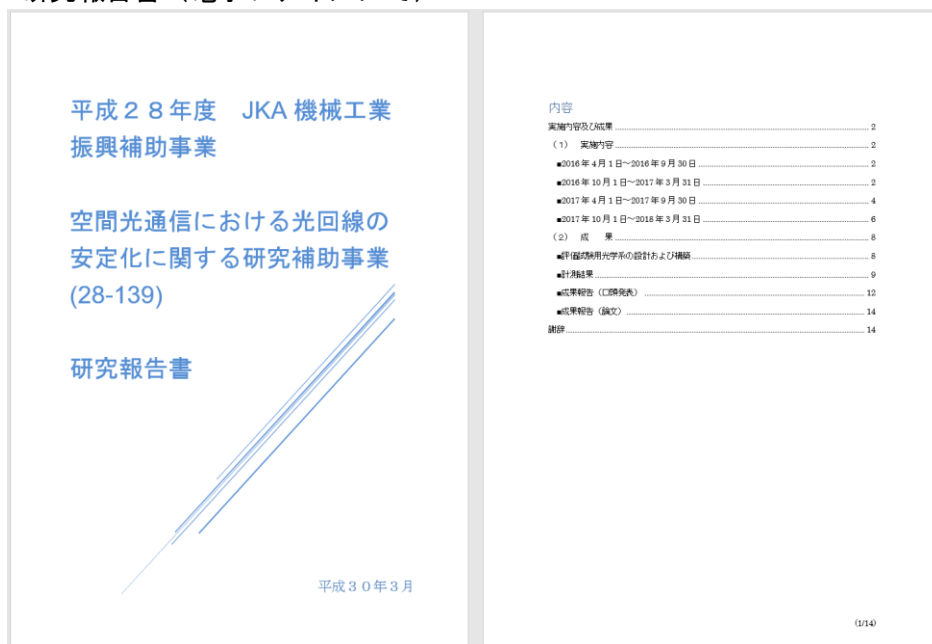 平成２８年度　JKA 機械工業
振興補助事業
空間光通信における光回線の
安定化に関する研究補助事業
(28-139)
研究報告書
平成３０年３月
内容
実施内容及び成果 2
（１）　実施内容 2
■2016 年 4 月 1 日～2016 年 9 月 30 日 2
■2016 年 10 月 1 日～2017 年 3 月 31 日 2
■2017 年 4 月 1 日～2017 年 9 月 30 日 4
■2017 年 10 月 1 日～2018 年 3 月 31 日 6
（２）　成　果 8
■評価試験用光学系の設計および構築 8
■計測結果 9
■成果報告（口頭発表） 12
■成果報告（論文） 14
謝辞 14
(1/14)